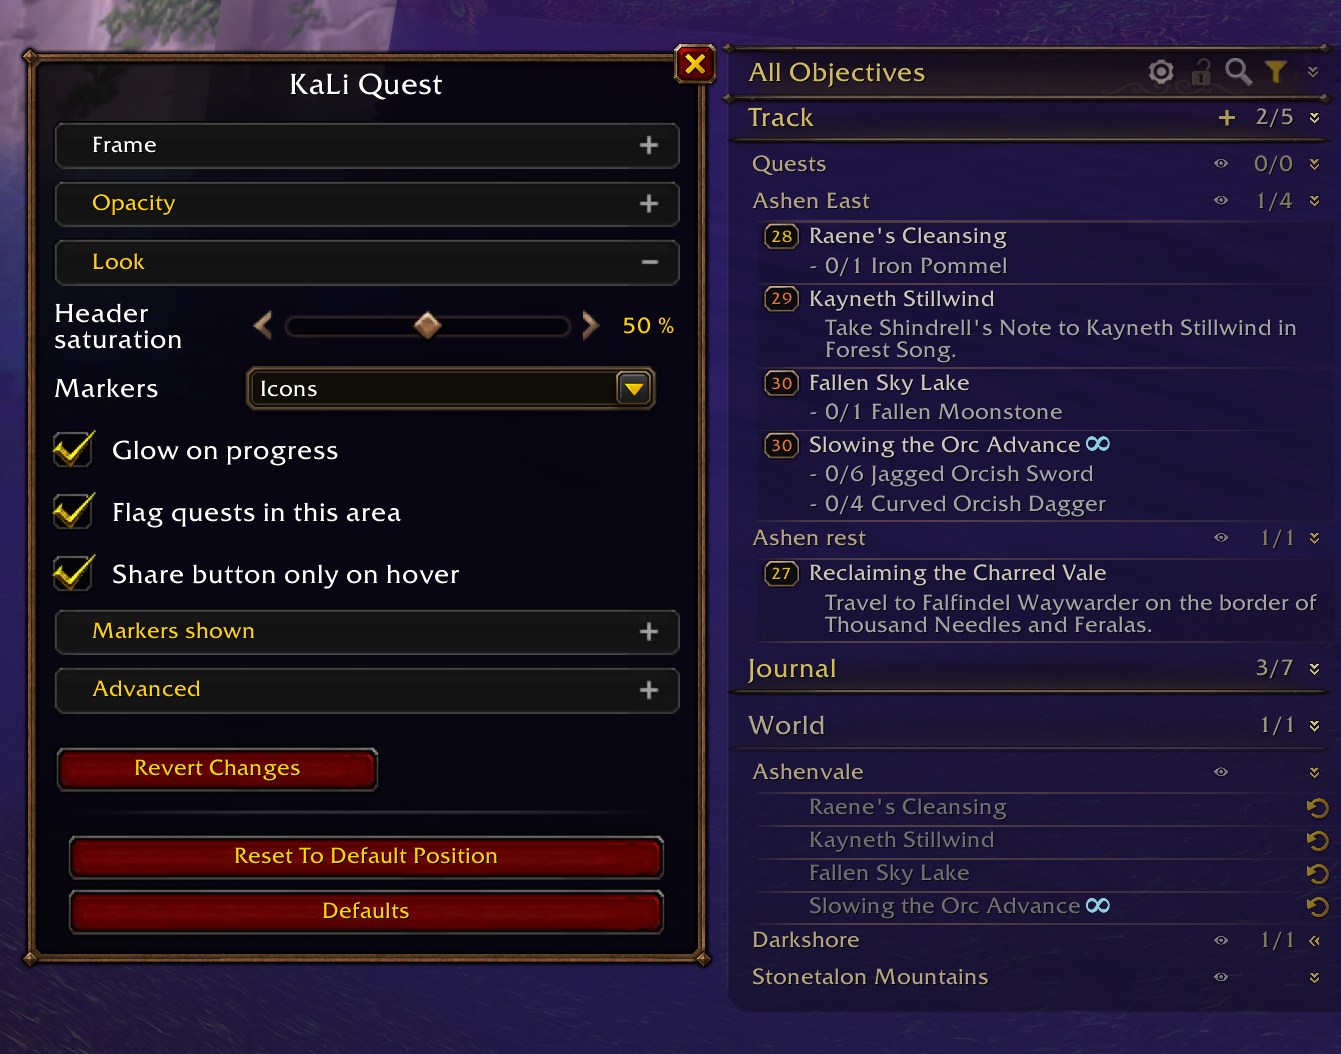 KaLi Quest
Frame
Opacity
Look
Header
saturation
50 %
Markers
Icons
Glow on progress
Flag quests in this area
Share button only on hover
Markers shown
Advanced
Revert Changes
Reset To Default Position
Defaults
All Objectives
Track 2/5
Quests 0/0
Ashen East 1/4
28 Raene's Cleansing
- 0/1 Iron Pommel
29 Kayneth Stillwind
Take Shindrell's Note to Kayneth Stillwind in
Forest Song.
30 Fallen Sky Lake
- 0/1 Fallen Moonstone
30 Slowing the Orc Advance
- 0/6 Jagged Orcish Sword
- 0/4 Curved Orcish Dagger
Ashen rest 1/1
27 Reclaiming the Charred Vale
Travel to Falfindel Waywarder on the border of
Thousand Needles and Feralas.
Journal 3/7
World 1/1
Ashenvale
Raene's Cleansing
Kayneth Stillwind
Fallen Sky Lake
Slowing the Orc Advance
Darkshore 1/1
Stonetalon Mountains